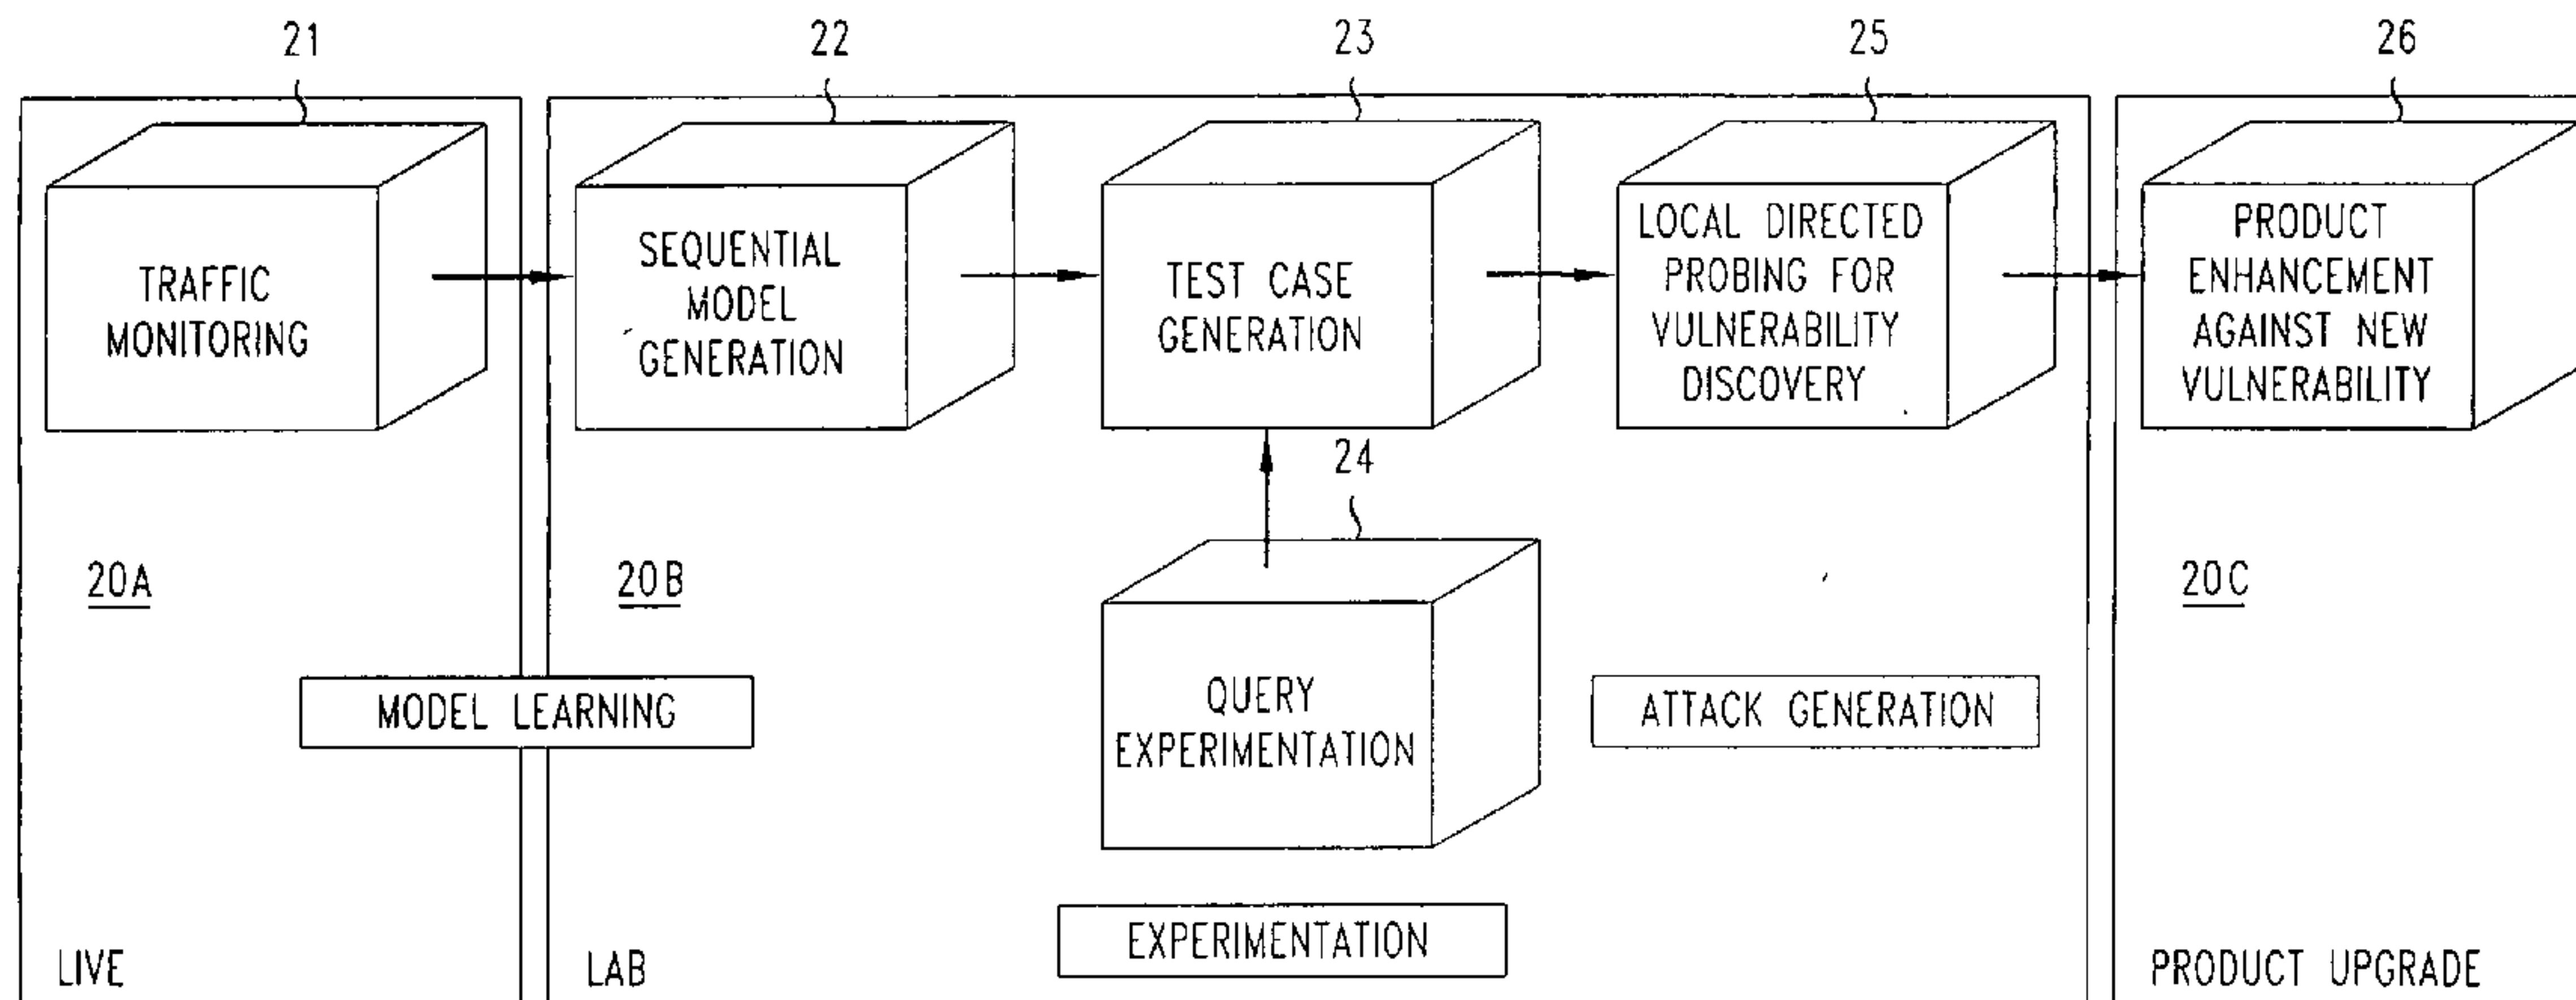 21
22
23
25
26
TRAFFIC
MONITORING
SEQUENTIAL
MODEL
GENERATION
TEST CASE
GENERATION
LOCAL DIRECTED
PROBING FOR
VULNERABILITY
DISCOVERY
PRODUCT
ENHANCEMENT
AGAINST NEW
VULNERABILITY
24
20A
20B
20C
QUERY
EXPERIMENTATION
MODEL LEARNING
ATTACK GENERATION
EXPERIMENTATION
LIVE
LAB
PRODUCT UPGRADE